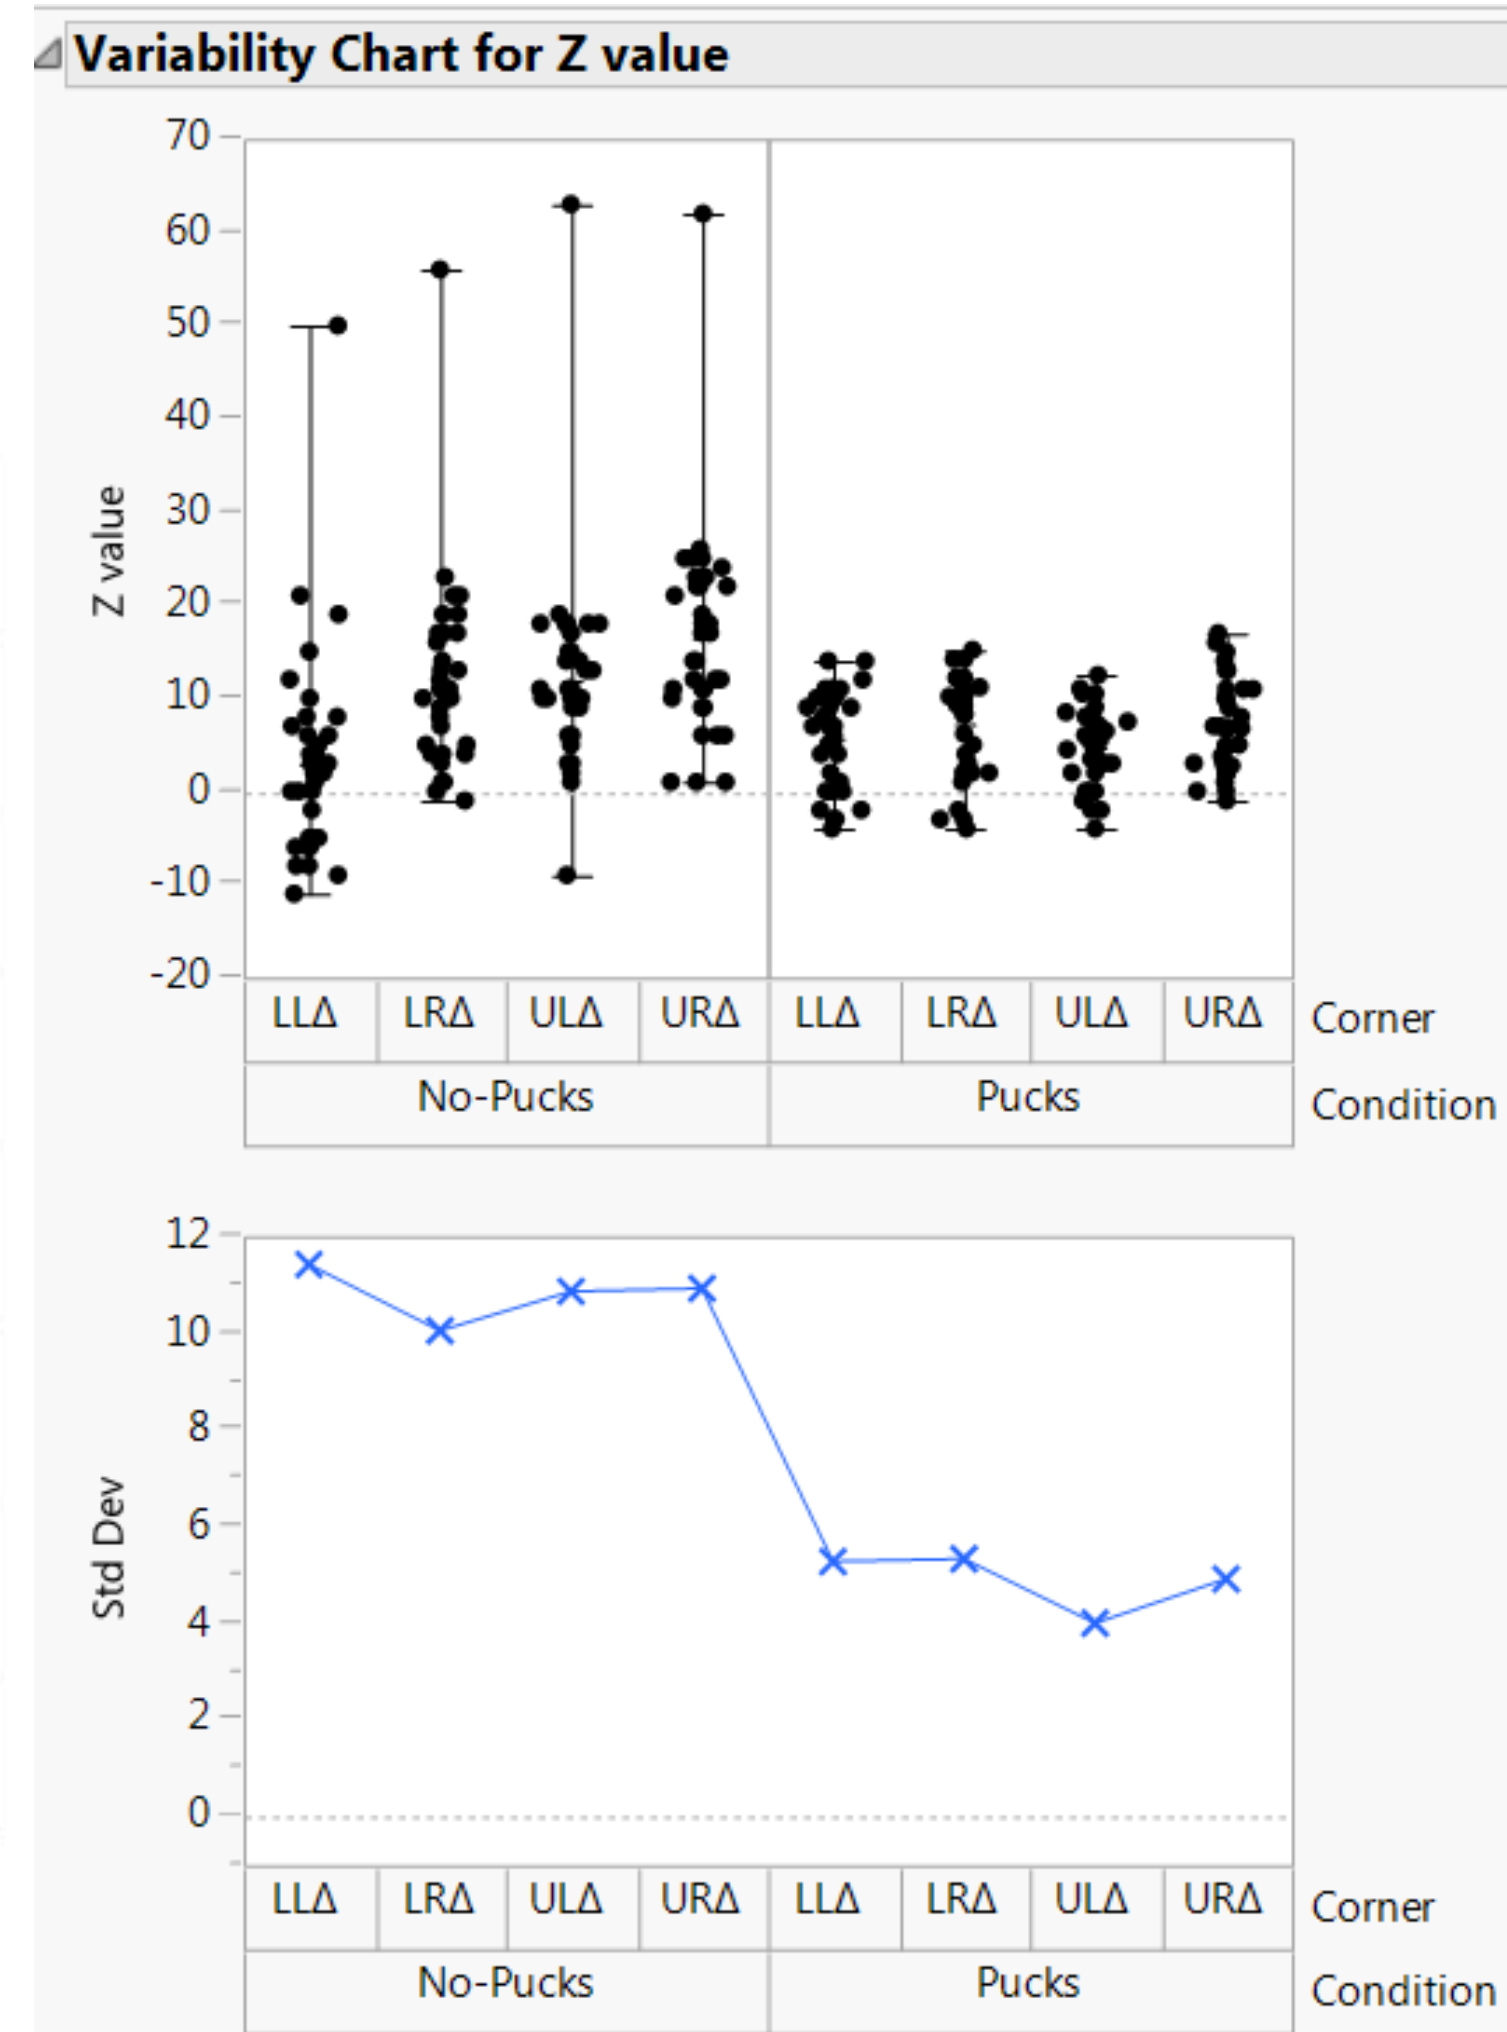 Variability Chart for Z value
70
60
50
40
30
20
10
0
-10
-20
Z value
LLΔ LRΔ ULΔ URΔ LLΔ LRΔ ULΔ URΔ Corner
No-Pucks Pucks Condition
12
10
8
6
4
2
0
Std Dev
LLΔ LRΔ ULΔ URΔ LLΔ LRΔ ULΔ URΔ Corner
No-Pucks Pucks Condition